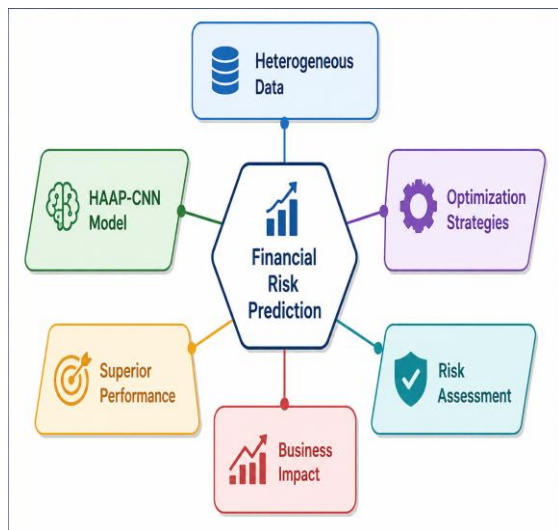 Heterogeneous
Data
HAAP-CNN
Model
Optimization
Strategies
Financial
Risk
Prediction
Superior
Performance
Risk
Assessment
Business
Impact